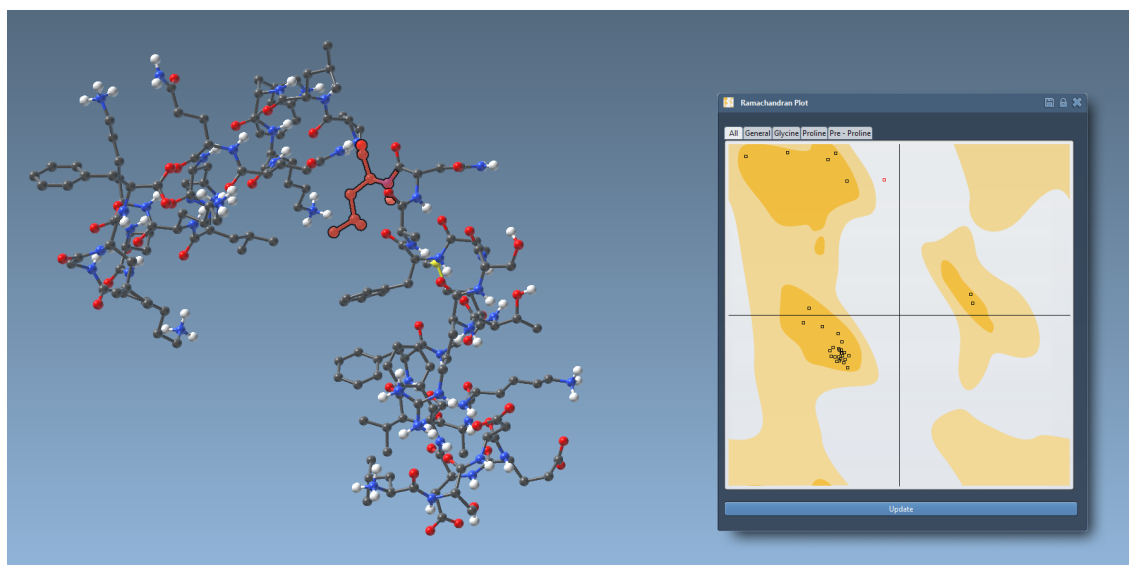 Ramachandran Plot
All General Glycine Proline Pre - Proline
Update